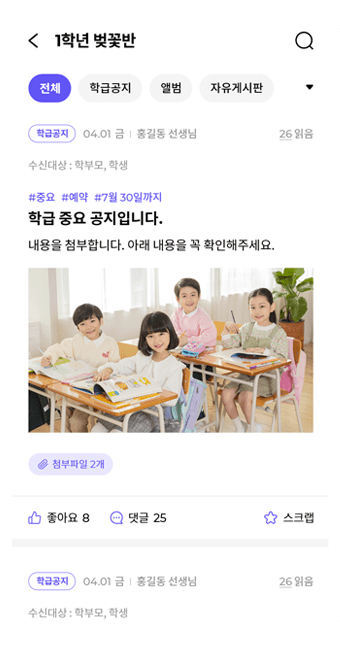 1학년 벚꽃반
전체 학급공지 앨범 자유게시판
학급공지 04.01 금 홍길동 선생님 26 읽음
수신대상 : 학부모, 학생
#중요 #예약 #7월 30일까지
학급 중요 공지입니다.
내용을 첨부합니다. 아래 내용을 꼭 확인해주세요.
첨부파일 2개
좋아요 8 댓글 25 스크랩
학급공지 04.01 금 홍길동 선생님 26 읽음
수신대상 : 학부모, 학생